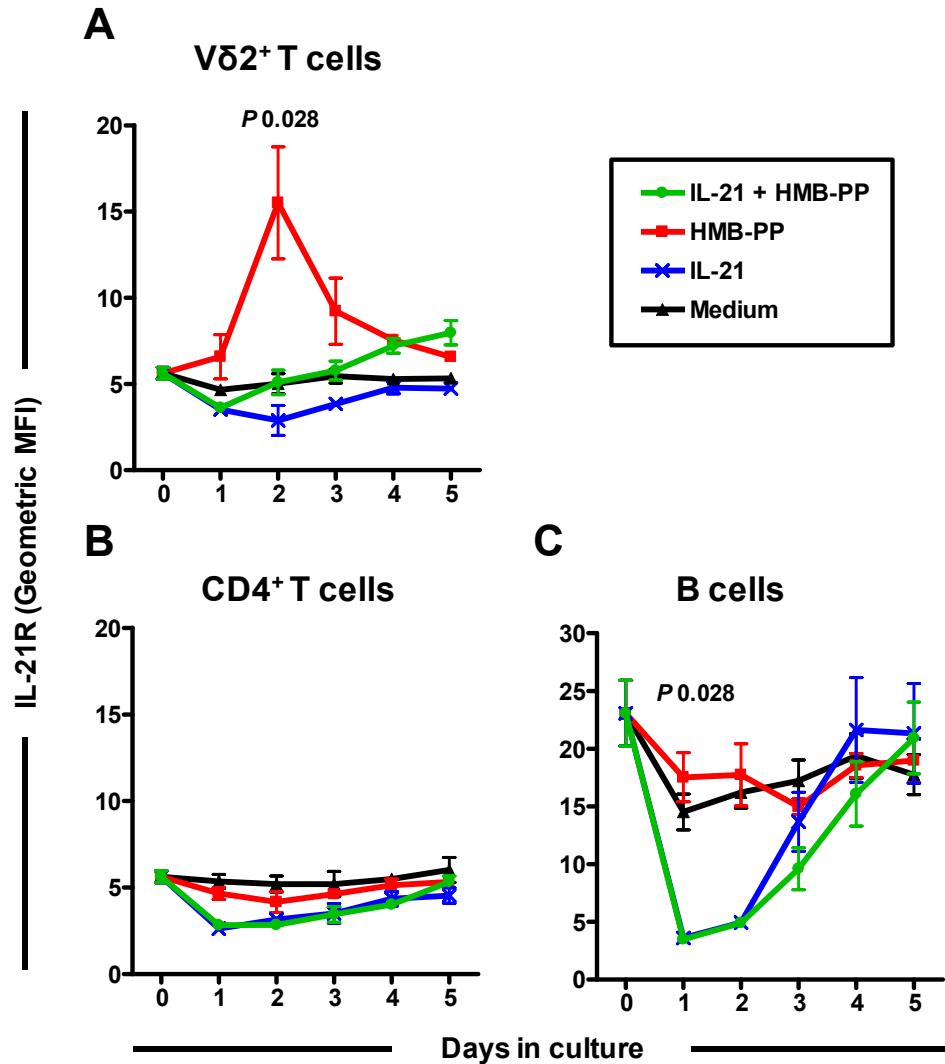 A
Vδ2⁺ T cells
P 0.028
20
15
10
5
0
0 1 2 3 4 5
IL-21 + HMB-PP
HMB-PP
IL-21
Medium
IL-21R (Geometric MFI)
B
CD4⁺ T cells
20
15
10
5
0
0 1 2 3 4 5
C
B cells
P 0.028
30
25
20
15
10
5
0
0 1 2 3 4 5
Days in culture